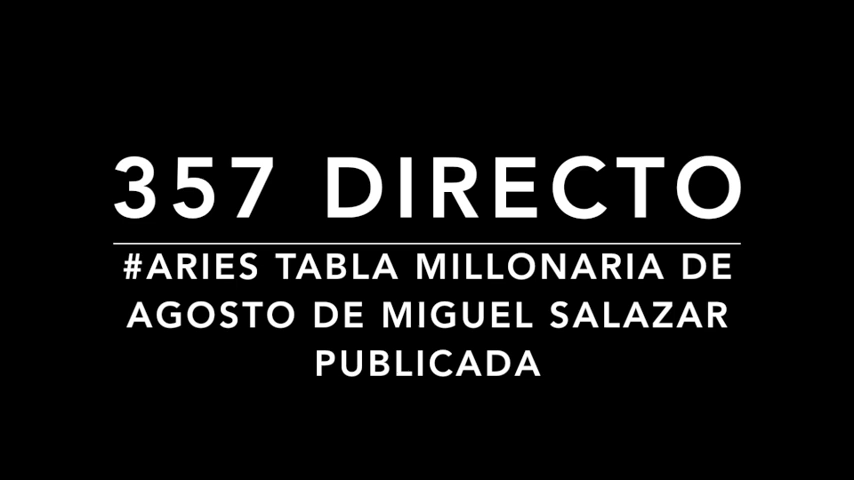 357 DIRECTO
#ARIES TABLA MILLONARIA DE
AGOSTO DE MIGUEL SALAZAR
PUBLICADA